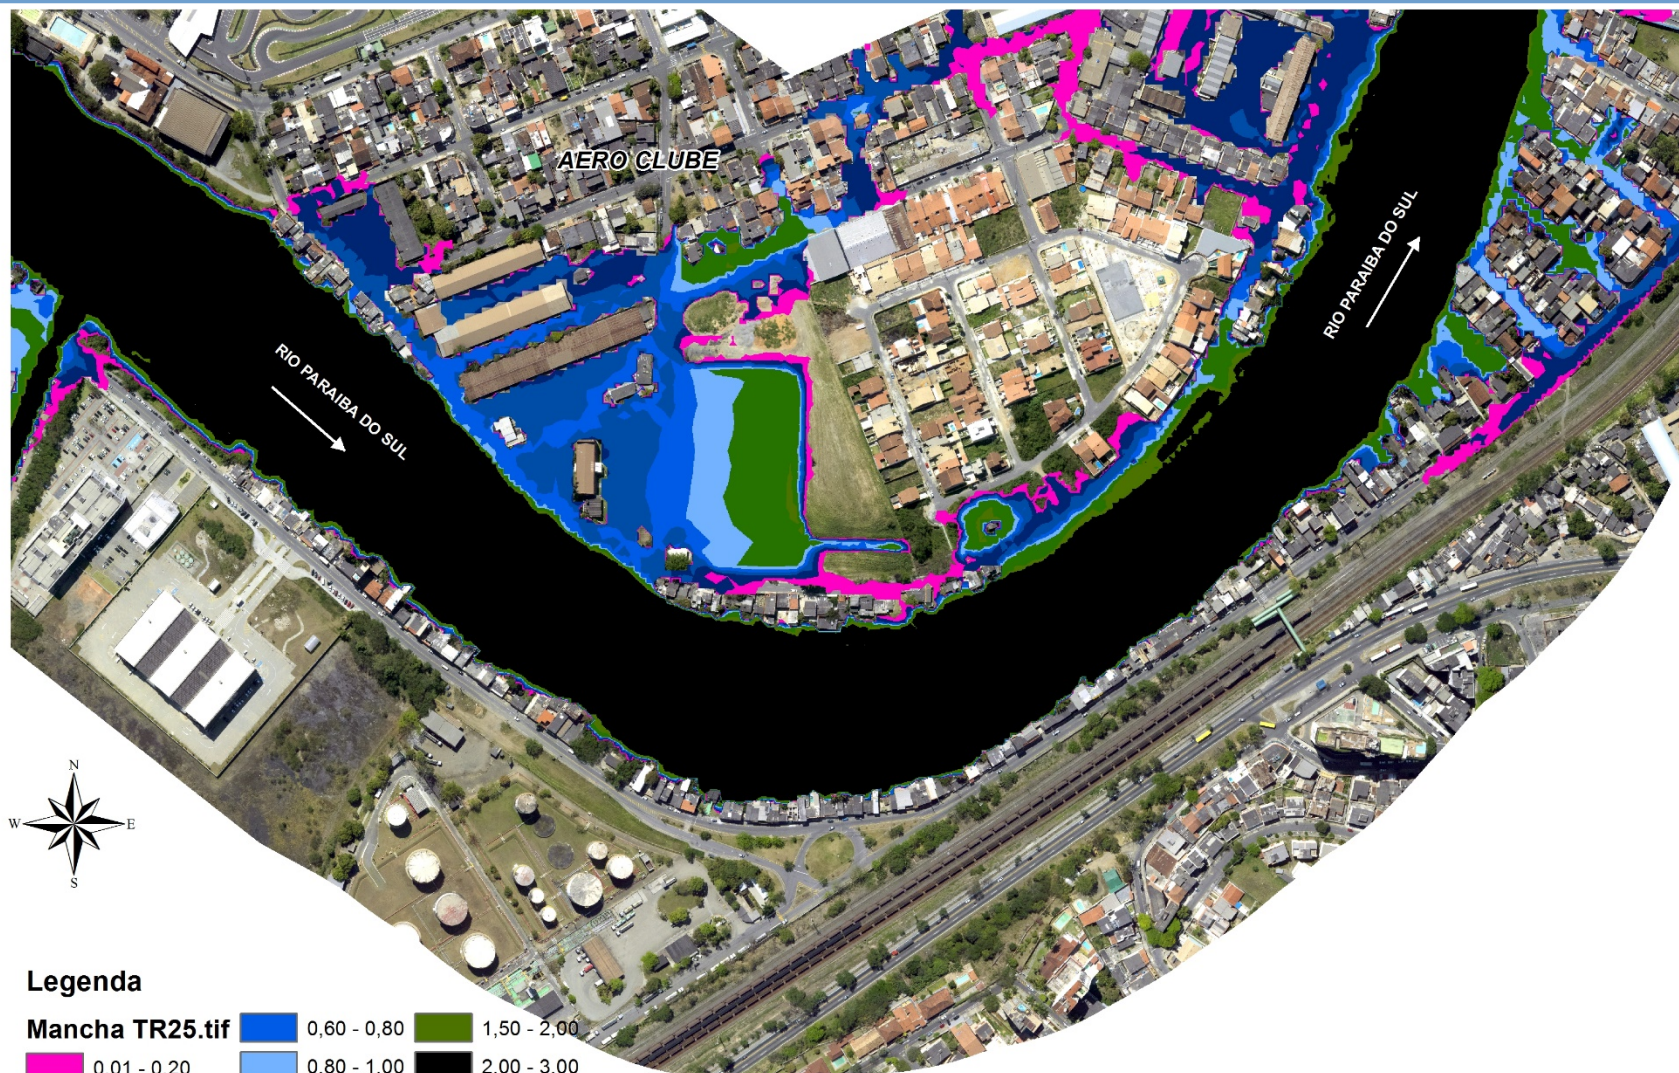 AERO CLUBE
RIO PARAIBA DO SUL
RIO PARAIBA DO SUL
N
W
E
S
Legenda
Mancha TR25.tif
0,60 - 0,80
1,50 - 2,00
0,01 - 0,20
0,80 - 1,00
2,00 - 3,00